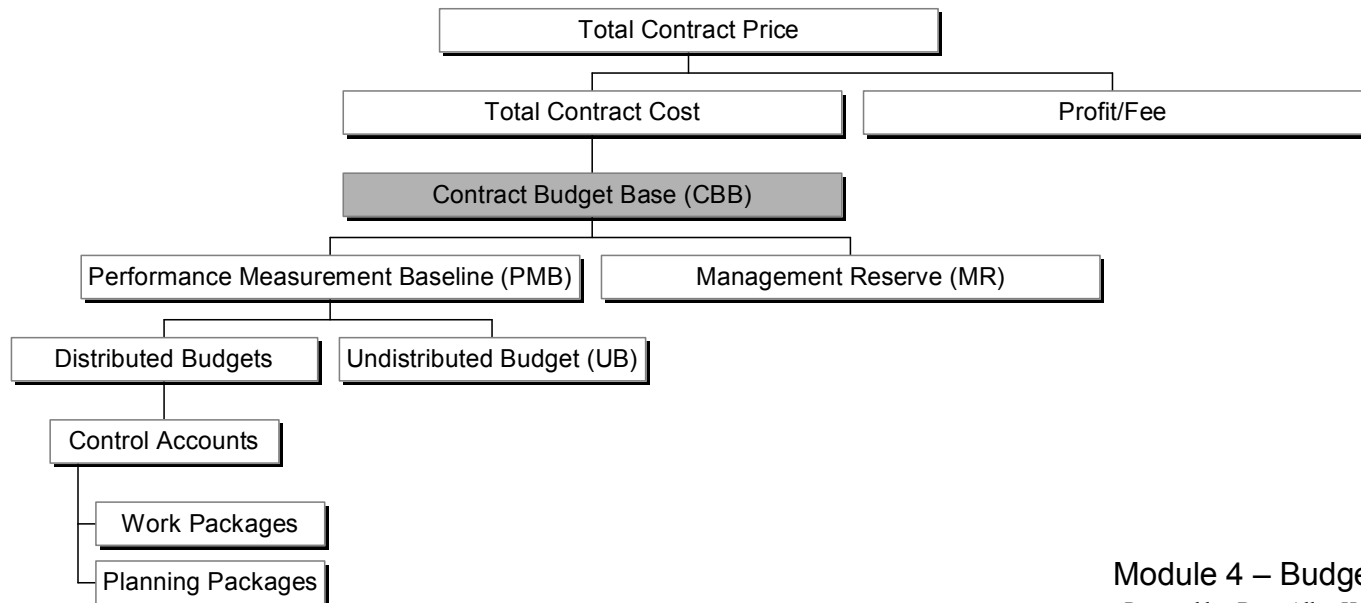 Total Contract Price
Total Contract Cost
Profit/Fee
Contract Budget Base (CBB)
Performance Measurement Baseline (PMB)
Management Reserve (MR)
Distributed Budgets
Undistributed Budget (UB)
Control Accounts
Work Packages
Planning Packages
Module 4 – Budge